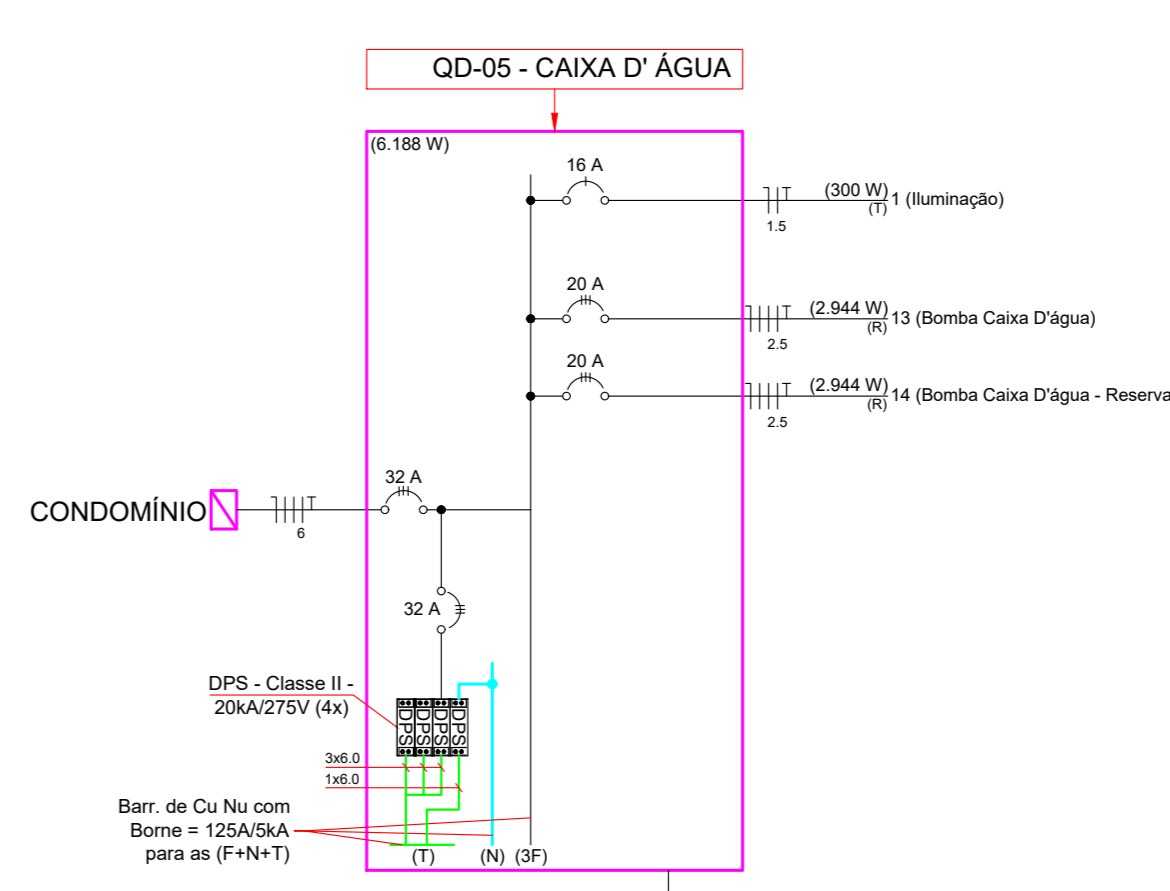 QD-05 - CAIXA D' ÁGUA
(6.188 W)
16 A
(300 W)
(T)
1 (Iluminação)
1.5
20 A
(2.944 W)
(R)
13 (Bomba Caixa D'água)
2.5
20 A
(2.944 W)
(R)
14 (Bomba Caixa D'água - Reserva
2.5
CONDOMÍNIO
6
32 A
32 A
DPS - Classe II -
20kA/275V (4x)
DPS
DPS
DPS
DPS
3x6.0
1x6.0
Barr. de Cu Nu com
Borne = 125A/5kA
para as (F+N+T)
(T)
(N)
(3F)